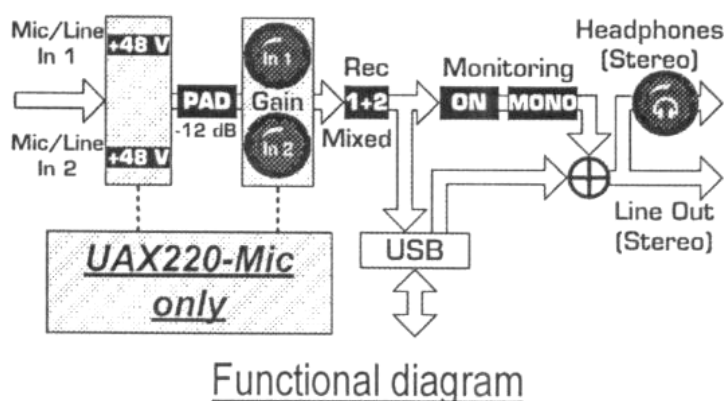 Mic/Line
In 1
+48 V
Mic/Line
In 2
+48 V
PAD
-12 dB
In 1
Gain
In 2
Rec
1+2
Mixed
Monitoring
ON
MONO
Headphones
(Stereo)
Line Out
(Stereo)
USB
UAX220-Mic
only
Functional diagram